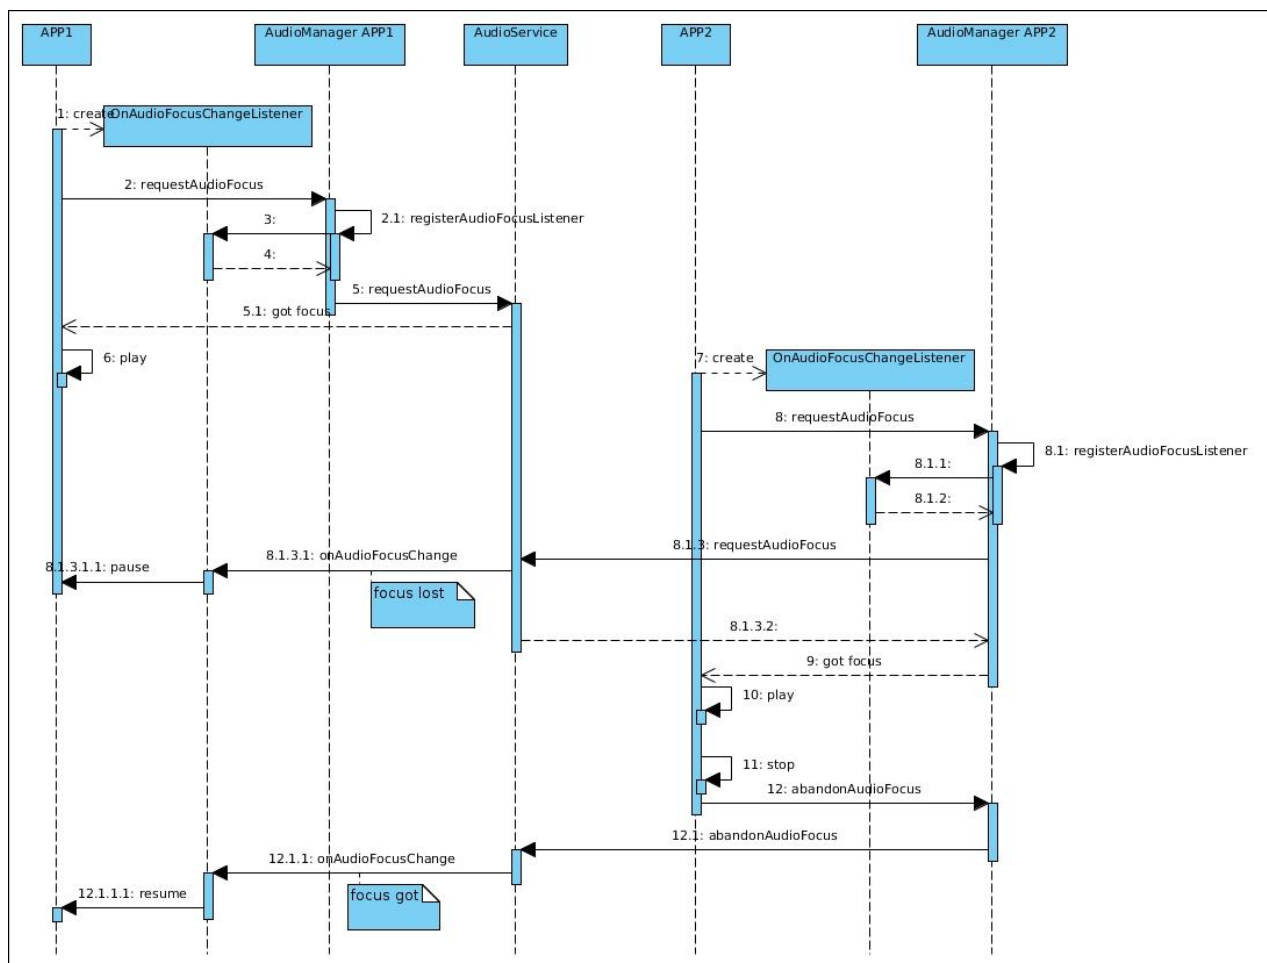 APP1
AudioManager APP1
AudioService
APP2
AudioManager APP2
1: create
OnAudioFocusChangeListener
2: requestAudioFocus
2.1: registerAudioFocusListener
3:
4:
5: requestAudioFocus
5.1: got focus
6: play
7: create
OnAudioFocusChangeListener
8: requestAudioFocus
8.1: registerAudioFocusListener
8.1.1:
8.1.2:
8.1.3: requestAudioFocus
8.1.3.1: onAudioFocusChange
8.1.3.1.1: pause
focus lost
8.1.3.2:
9: got focus
10: play
11: stop
12: abandonAudioFocus
12.1: abandonAudioFocus
12.1.1: onAudioFocusChange
focus got
12.1.1.1: resume